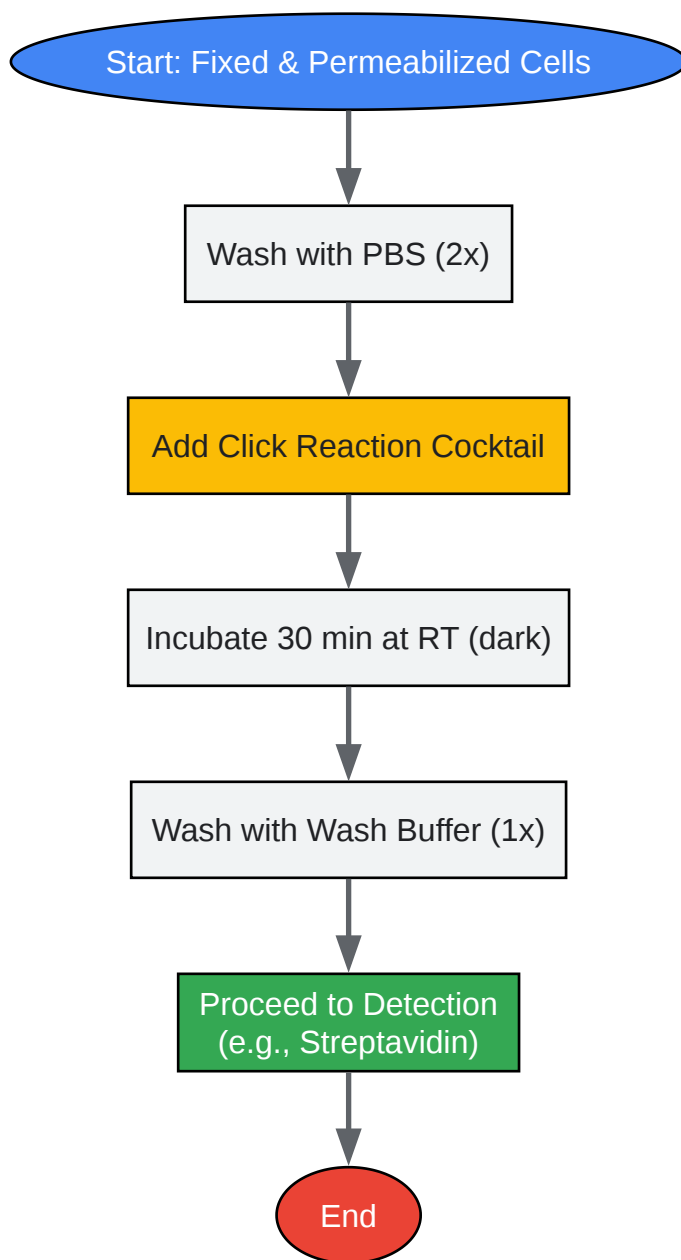 Start: Fixed & Permeabilized Cells
Wash with PBS (2x)
Add Click Reaction Cocktail
Incubate 30 min at RT (dark)
Wash with Wash Buffer (1x)
Proceed to Detection
(e.g., Streptavidin)
End